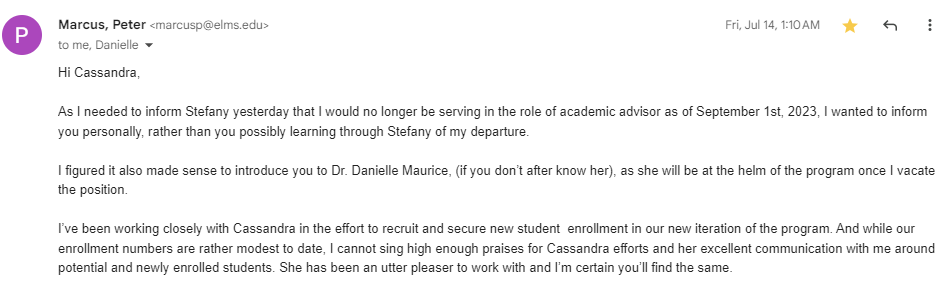 P
Marcus, Peter <marcusp@elms.edu>
Fri, Jul 14, 1:10 AM
to me, Danielle
Hi Cassandra,
As I needed to inform Stefany yesterday that I would no longer be serving in the role of academic advisor as of September 1st, 2023, I wanted to inform
you personally, rather than you possibly learning through Stefany of my departure.
I figured it also made sense to introduce you to Dr. Danielle Maurice, (if you don’t after know her), as she will be at the helm of the program once I vacate
the position.
I’ve been working closely with Cassandra in the effort to recruit and secure new student  enrollment in our new iteration of the program. And while our
enrollment numbers are rather modest to date, I cannot sing high enough praises for Cassandra efforts and her excellent communication with me around
potential and newly enrolled students. She has been an utter pleaser to work with and I’m certain you’ll find the same.